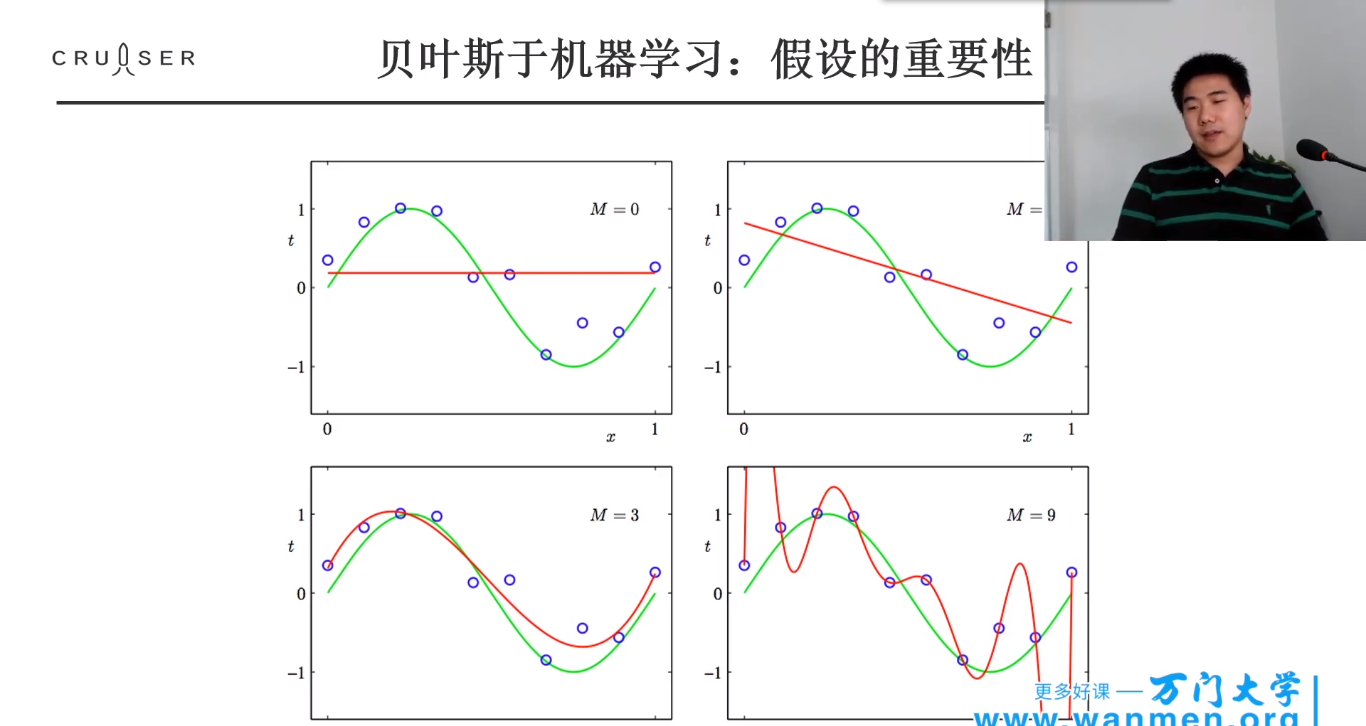 CRUISER
贝叶斯于机器学习：假设的重要性
1
t
0
−1
M = 0
0
x
1
1
t
0
−1
M =
0
x
1
1
t
0
−1
M = 3
1
t
0
−1
M = 9
更多好课 — 万门大学
www.wanmen.org